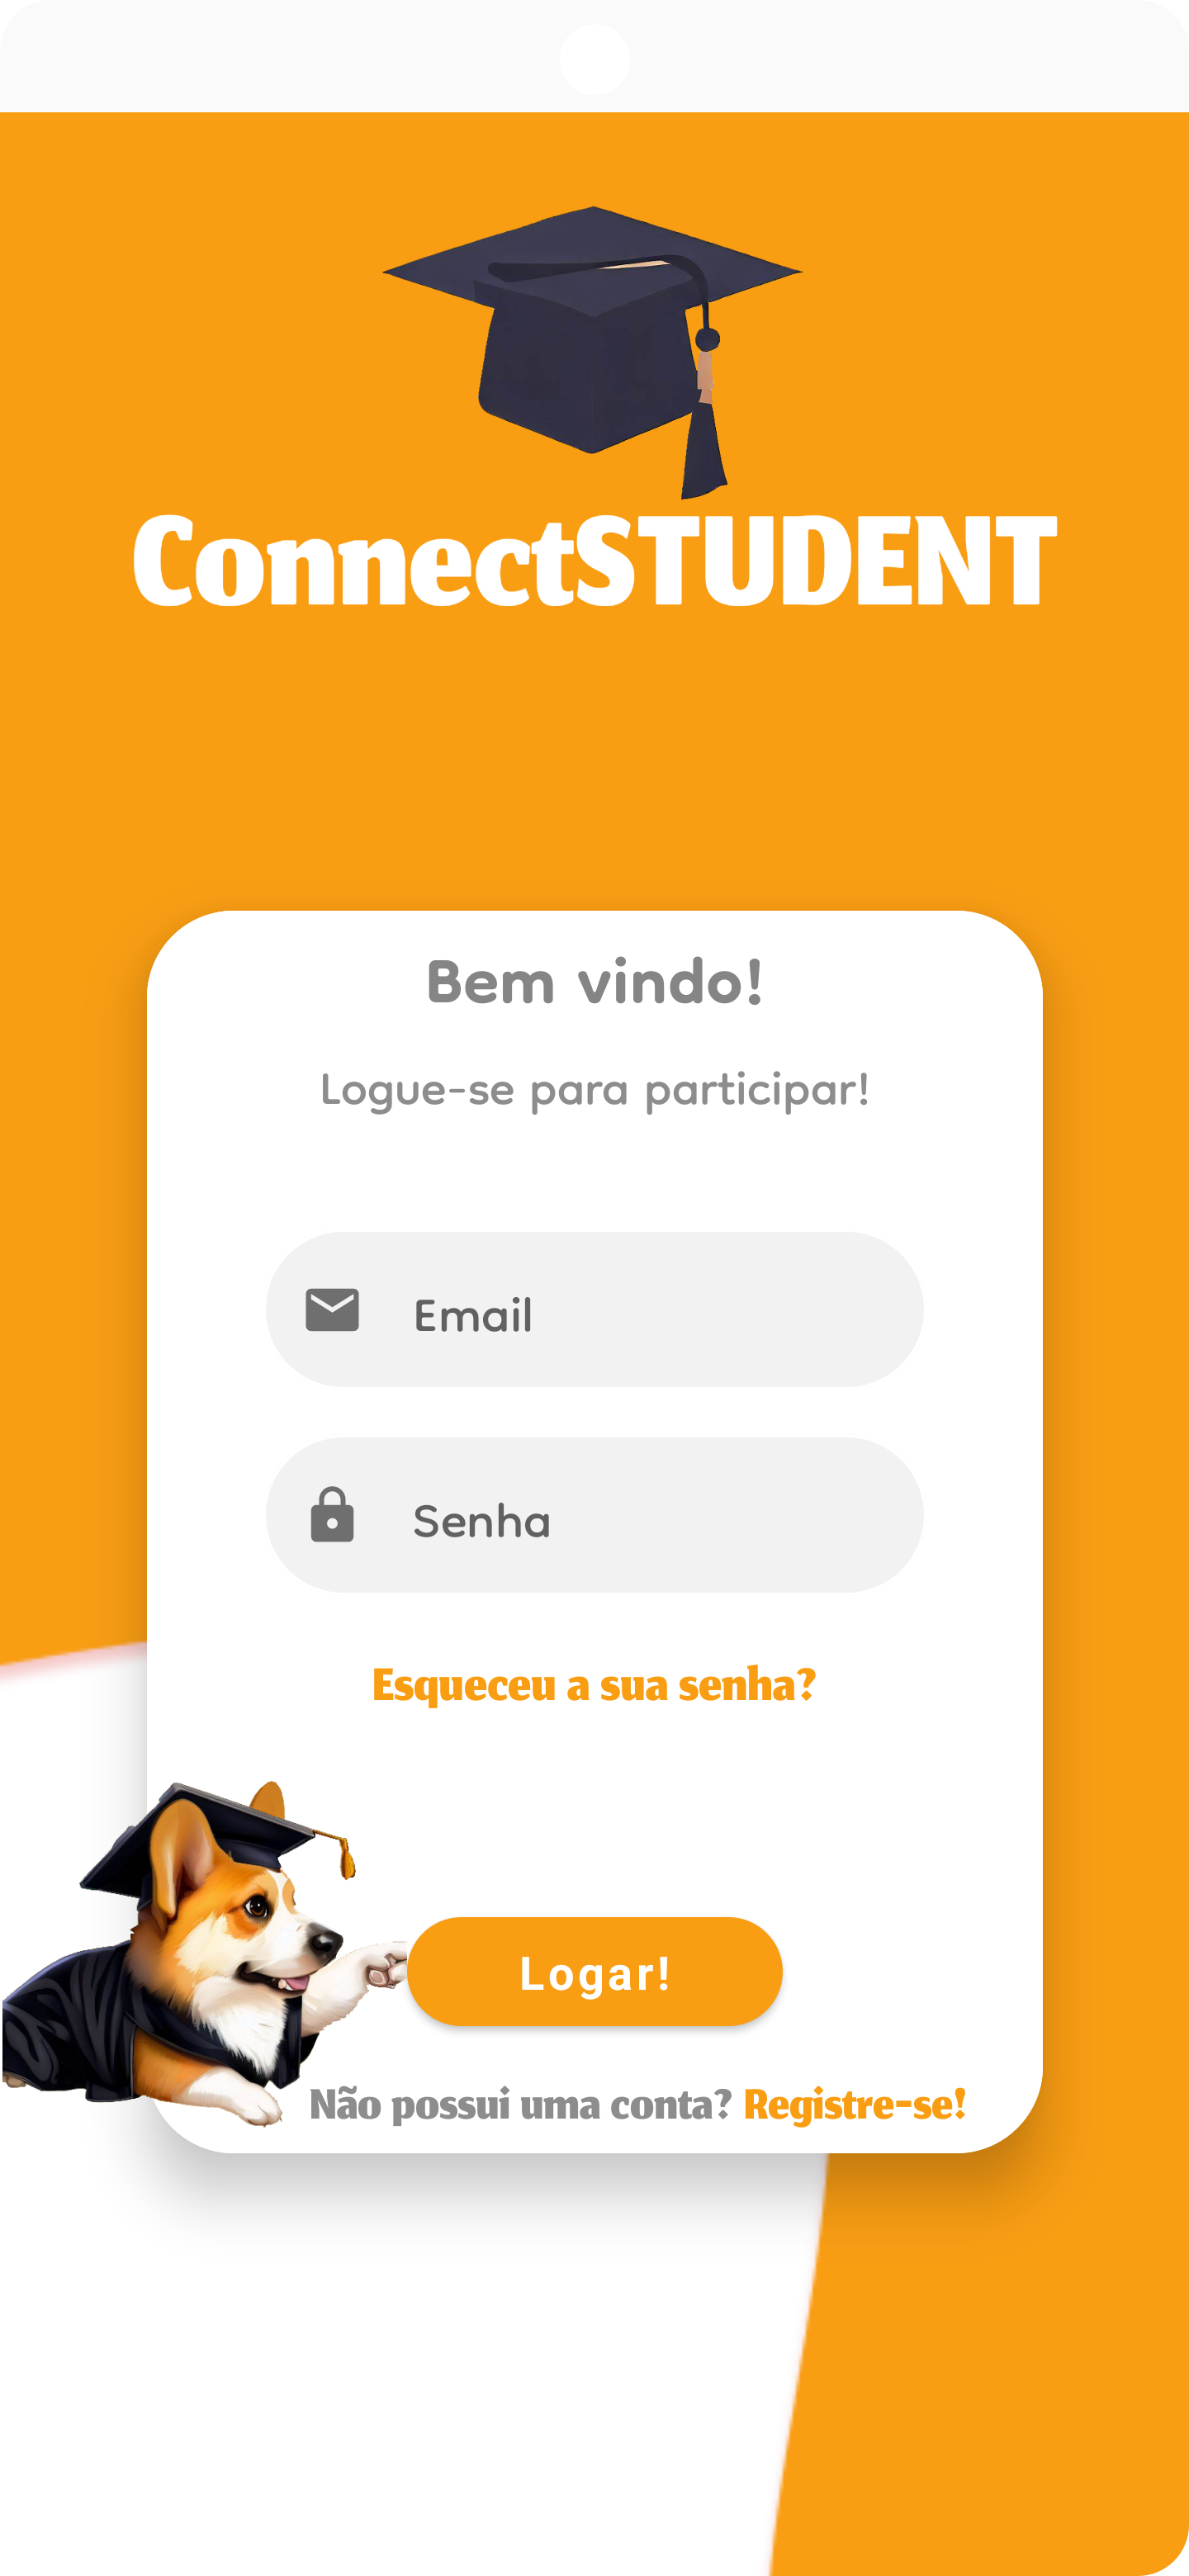 ConnectSTUDENT
Bem vindo!
Logue-se para participar!
Email
Senha
Esqueceu a sua senha?
Logar!
Não possui uma conta? Registre-se!